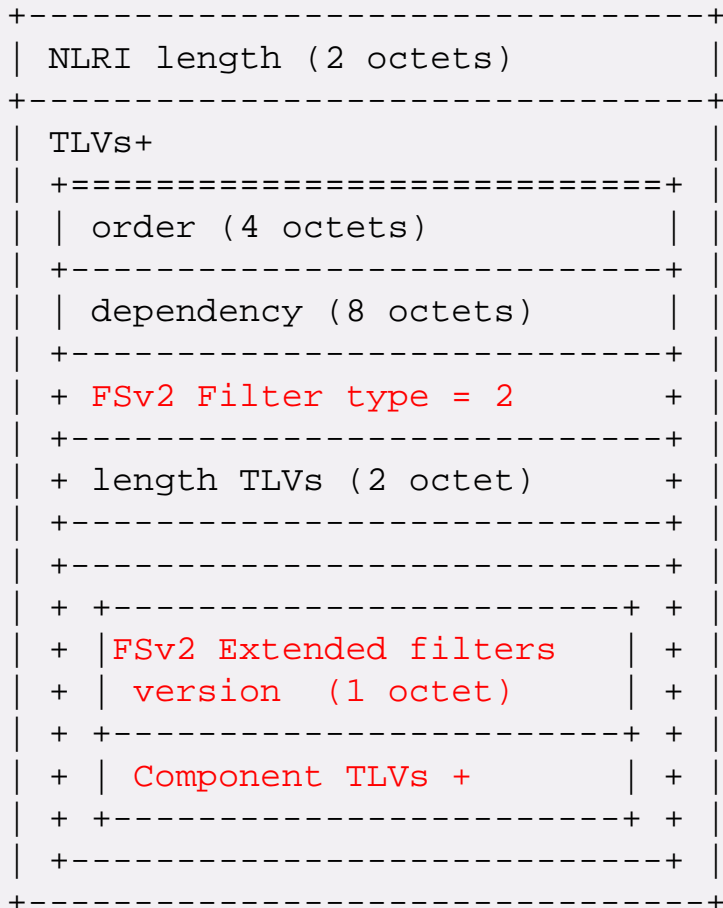 +--------------------------------+
| NLRI length (2 octets)         |
+--------------------------------+
| TLVs+                          |
| +============================+ |
| | order (4 octets)           | |
| +----------------------------+ |
| | dependency (8 octets)      | |
| +----------------------------+ |
| + FSv2 Filter type = 2       + |
| +----------------------------+ |
| + length TLVs (2 octet)      + |
| +----------------------------+ |
| +----------------------------+ |
| + +------------------------+ + |
| + |FSv2 Extended filters   | + |
| + | version  (1 octet)     | + |
| + +------------------------+ + |
| + | Component TLVs +       | + |
| + +------------------------+ + |
| +----------------------------+ |
+--------------------------------+